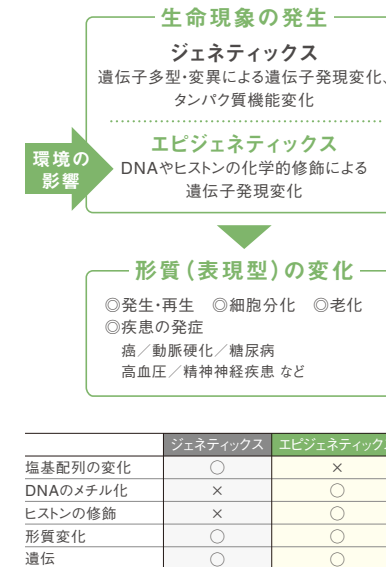 生命現象の発生
ジェネティックス
遺伝子多型・変異による遺伝子発現変化、
タンパク質機能変化
環境の
影響
エピジェネティックス
DNAやヒストンの化学的修飾による
遺伝子発現変化
形質(表現型)の変化
◎発生・再生 ◎細胞分化 ◎老化
◎疾患の発症
癌／動脈硬化／糖尿病
高血圧／精神神経疾患 など
ジェネティックス エピジェネティックス
塩基配列の変化 ○ ×
DNAのメチル化 × ○
ヒストンの修飾 × ○
形質変化 ○ ○
遺伝 ○ ○